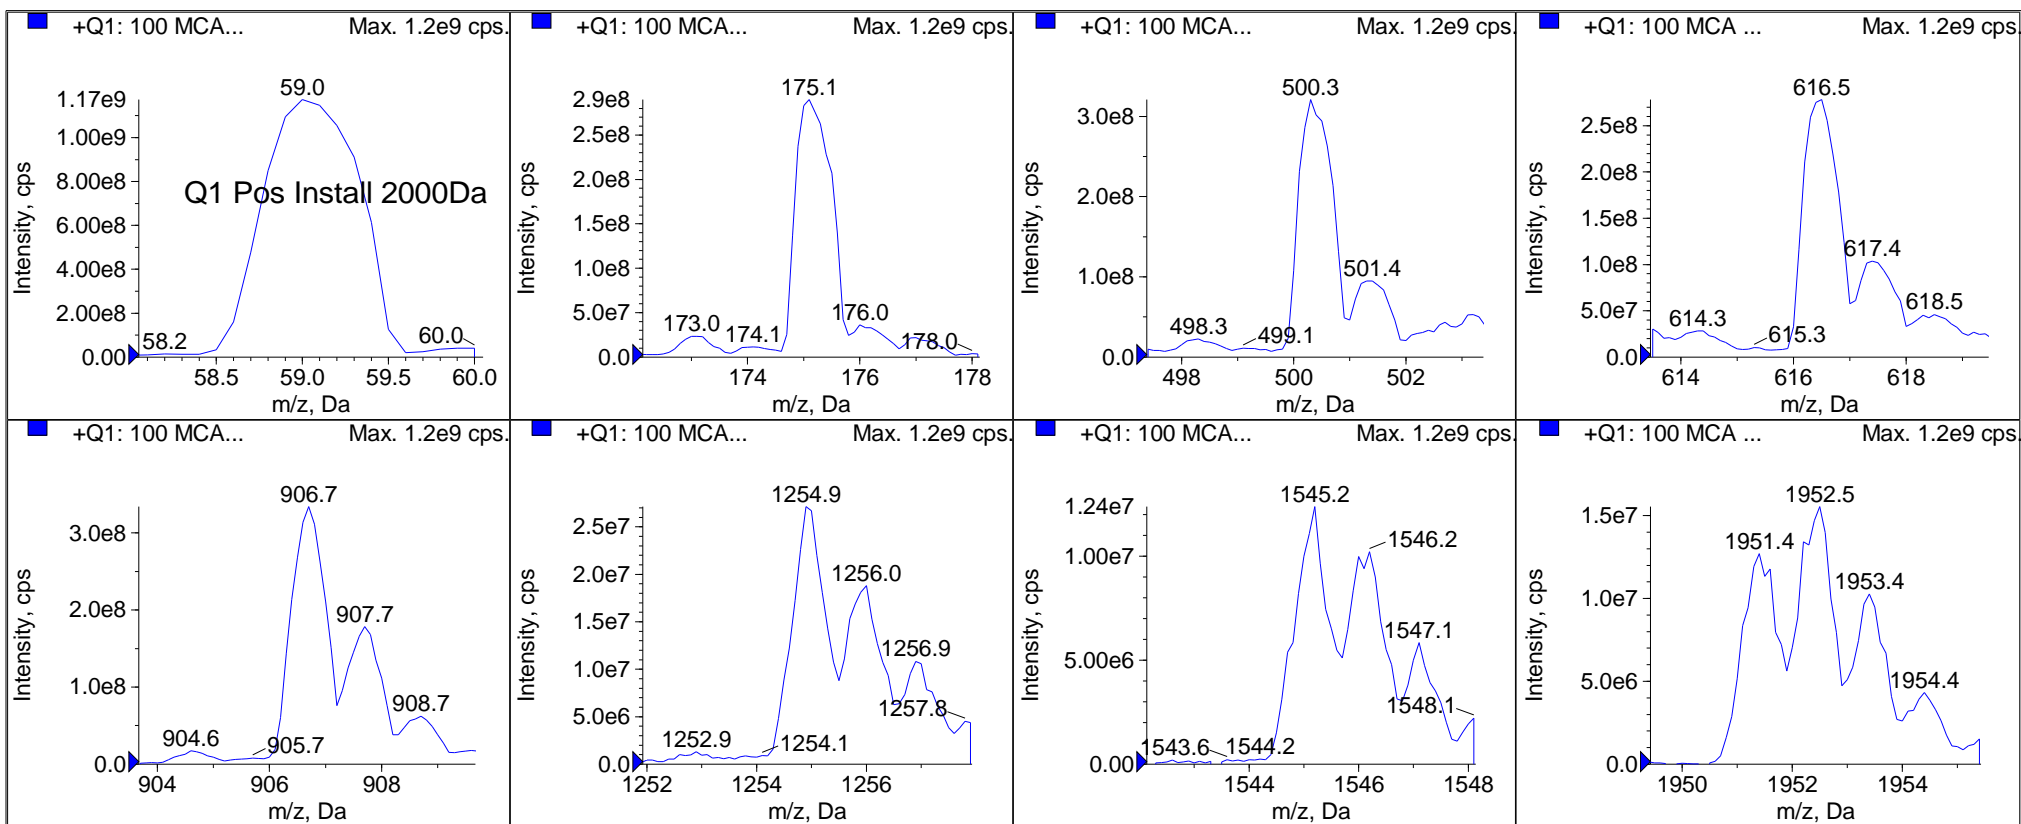 +Q1: 100 MCA... Max. 1.2e9 cps.
59.0
1.17e9
1.00e9
8.00e8
6.00e8
4.00e8
2.00e8
0.00
Intensity, cps
Q1 Pos Install 2000Da
58.2
60.0
58.5 59.0 59.5 60.0
m/z, Da
+Q1: 100 MCA... Max. 1.2e9 cps.
175.1
2.9e8
2.5e8
2.0e8
1.5e8
1.0e8
5.0e7
0.0
Intensity, cps
173.0
174.1
176.0
178.0
174 176 178
m/z, Da
+Q1: 100 MCA... Max. 1.2e9 cps.
500.3
3.0e8
2.0e8
1.0e8
0.0
Intensity, cps
501.4
498.3
499.1
498 500 502
m/z, Da
+Q1: 100 MCA ... Max. 1.2e9 cps.
616.5
2.5e8
2.0e8
1.5e8
1.0e8
5.0e7
0.0
Intensity, cps
617.4
618.5
614.3
615.3
614 616 618
m/z, Da
+Q1: 100 MCA... Max. 1.2e9 cps.
906.7
3.0e8
2.0e8
1.0e8
0.0
Intensity, cps
907.7
908.7
904.6
905.7
904 906 908
m/z, Da
+Q1: 100 MCA... Max. 1.2e9 cps.
1254.9
2.5e7
2.0e7
1.5e7
1.0e7
5.0e6
0.0
Intensity, cps
1256.0
1256.9
1257.8
1252.9
1254.1
1252 1254 1256
m/z, Da
+Q1: 100 MCA... Max. 1.2e9 cps.
1545.2
1.24e7
1.00e7
5.00e6
0.00
Intensity, cps
1546.2
1547.1
1548.1
1543.6
1544.2
1544 1546 1548
m/z, Da
+Q1: 100 MCA ... Max. 1.2e9 cps.
1952.5
1.5e7
1.0e7
5.0e6
0.0
Intensity, cps
1951.4
1953.4
1954.4
1950 1952 1954
m/z, Da